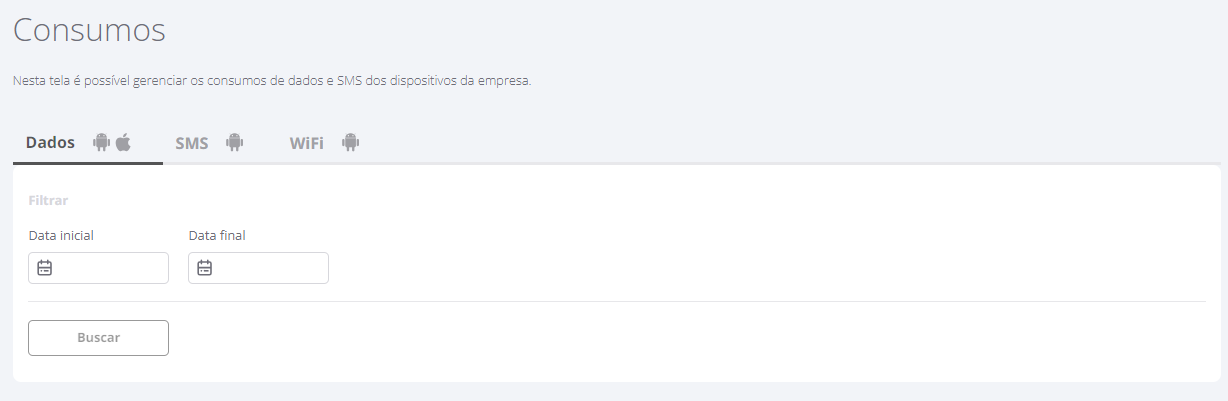 Consumos
Nesta tela é possível gerenciar os consumos de dados e SMS dos dispositivos da empresa.
Dados SMS WiFi
Filtrar
Data inicial Data final
Buscar